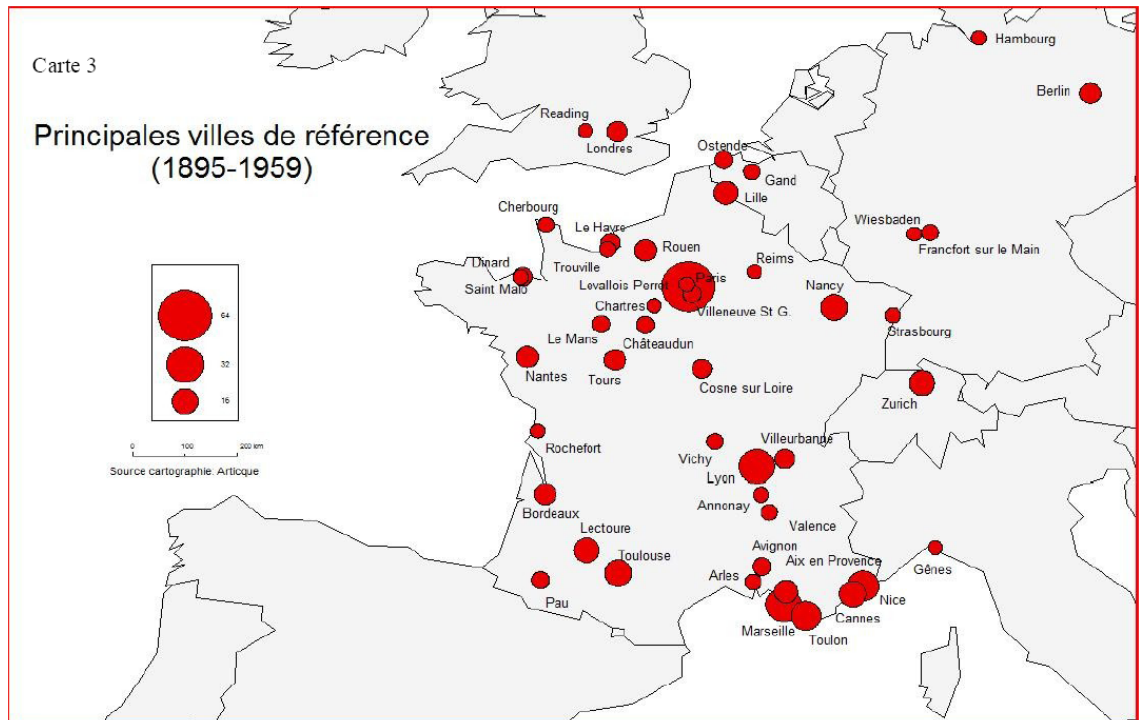 Carte 3
Principales villes de référence
(1895-1959)
Hambourg
Berlin
Reading
Londres
Ostende
Gand
Lille
Cherbourg
Le Havre
Rouen
Trouville
Reims
Wiesbaden
Francfort sur le Main
Dinard
Saint Malo
Levallois Perret
Paris
Nancy
Chartres
Villeneuve St G.
Strasbourg
Le Mans
Châteaudun
Nantes
Tours
Cosne sur Loire
Zurich
64
32
16
0
100
200 km
Source cartographie: Articque
Rochefort
Vichy
Villeurbanne
Lyon
Annonay
Valence
Bordeaux
Lectoure
Toulouse
Pau
Avignon
Aix en Provence
Arles
Gênes
Nice
Cannes
Marseille
Toulon